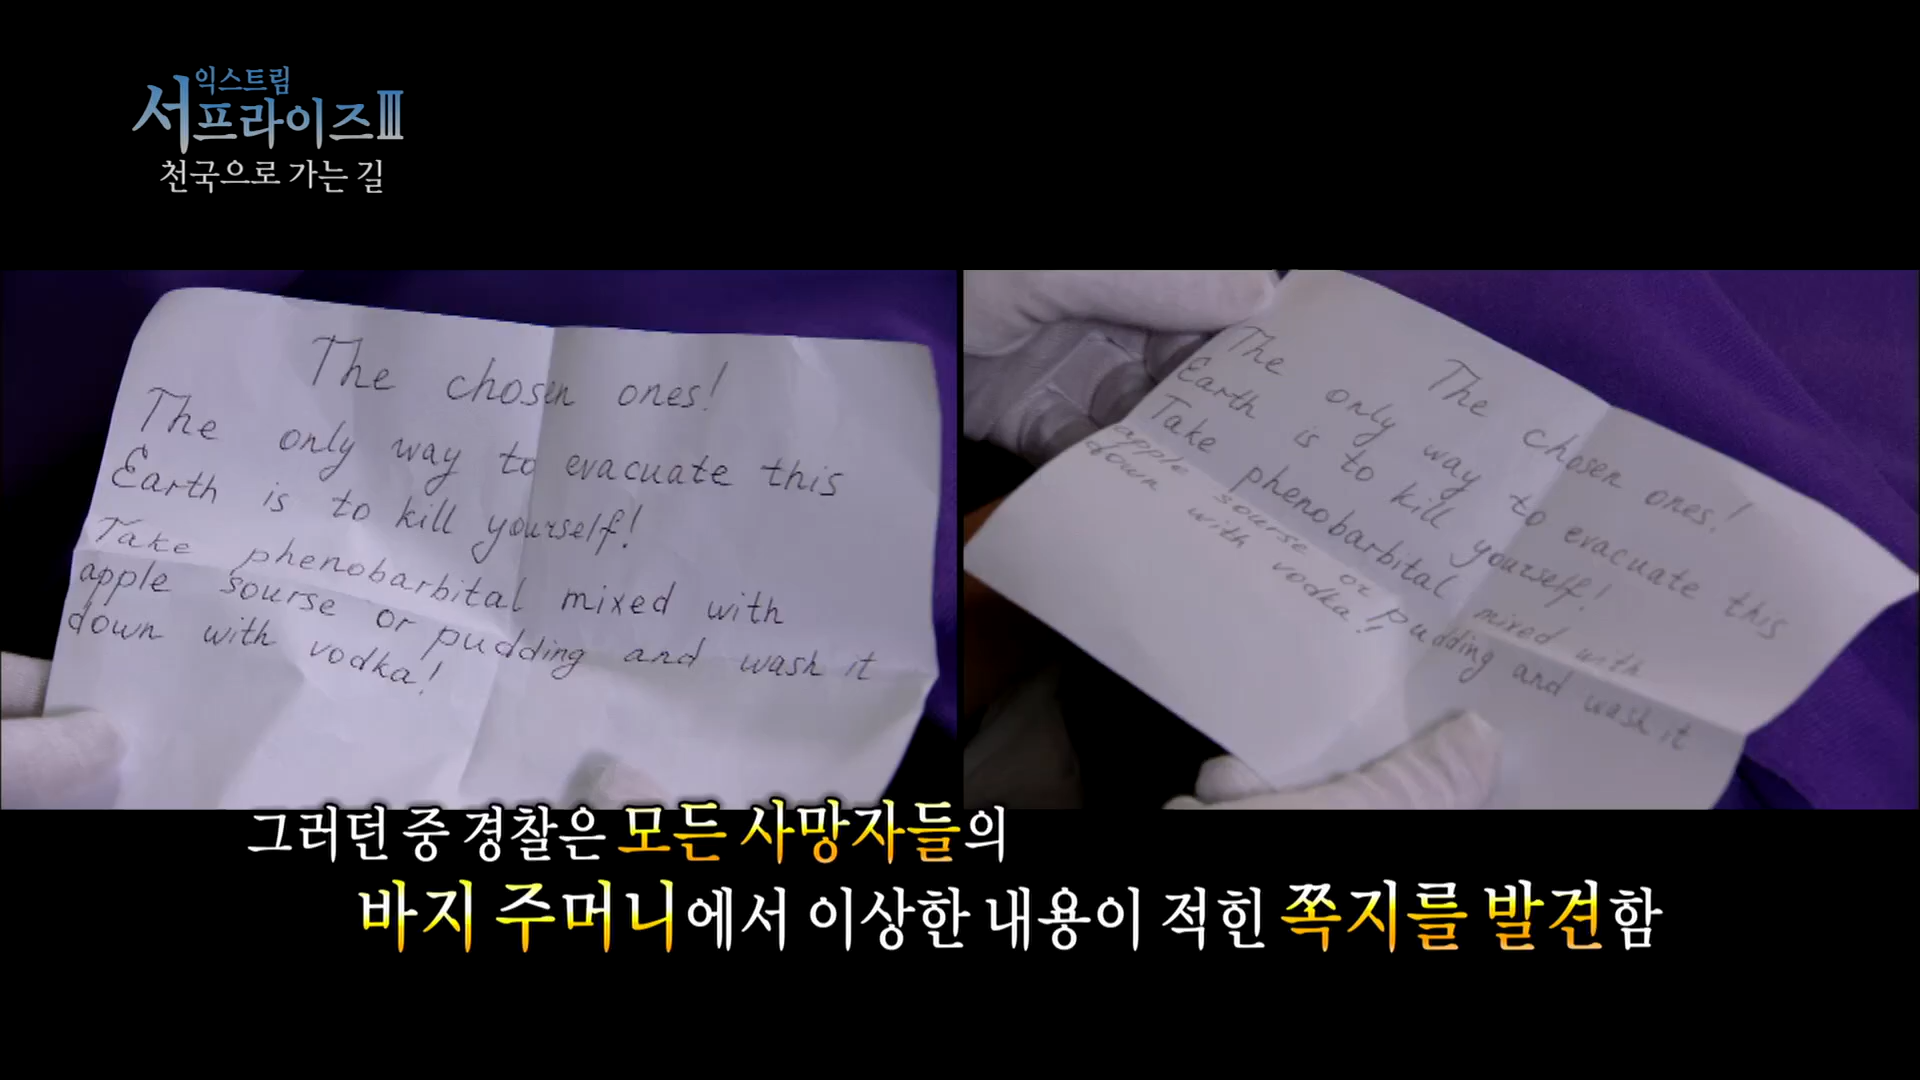 익스트림
서프라이즈Ⅲ
천국으로 가는 길
The chosen ones!
The only way to evacuate this
Earth is to kill yourself!
Take phenobarbital mixed with
apple sourse or pudding and wash it
down with vodka!
The chosen ones!
The only way to evacuate this
Earth is to kill yourself!
Take phenobarbital mixed with
apple sourse or pudding and wash it
down with vodka!
그러던 중 경찰은 모든 사망자들의
바지 주머니에서 이상한 내용이 적힌 쪽지를 발견함